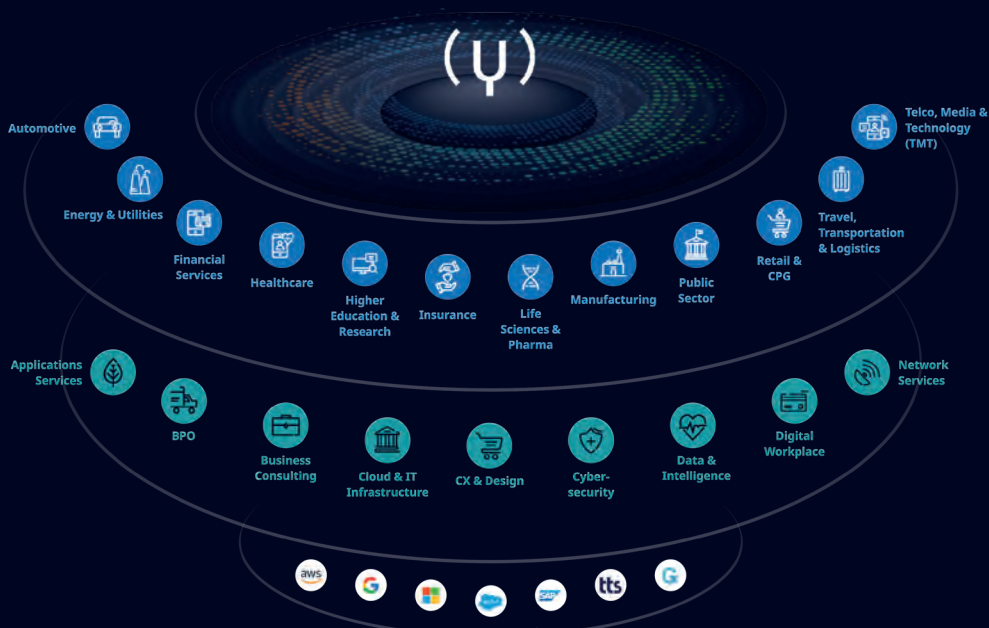 (Y)
Automotive
Energy & Utilities
Financial
Services
Healthcare
Higher
Education &
Research
Insurance
Life
Sciences &
Pharma
Manufacturing
Public
Sector
Retail &
CPG
Travel,
Transportation
& Logistics
Telco, Media &
Technology
(TMT)
Applications
Services
BPO
Business
Consulting
Cloud & IT
Infrastructure
CX & Design
Cyber-
security
Data &
Intelligence
Digital
Workplace
Network
Services
aws
G
SAP
tts
G